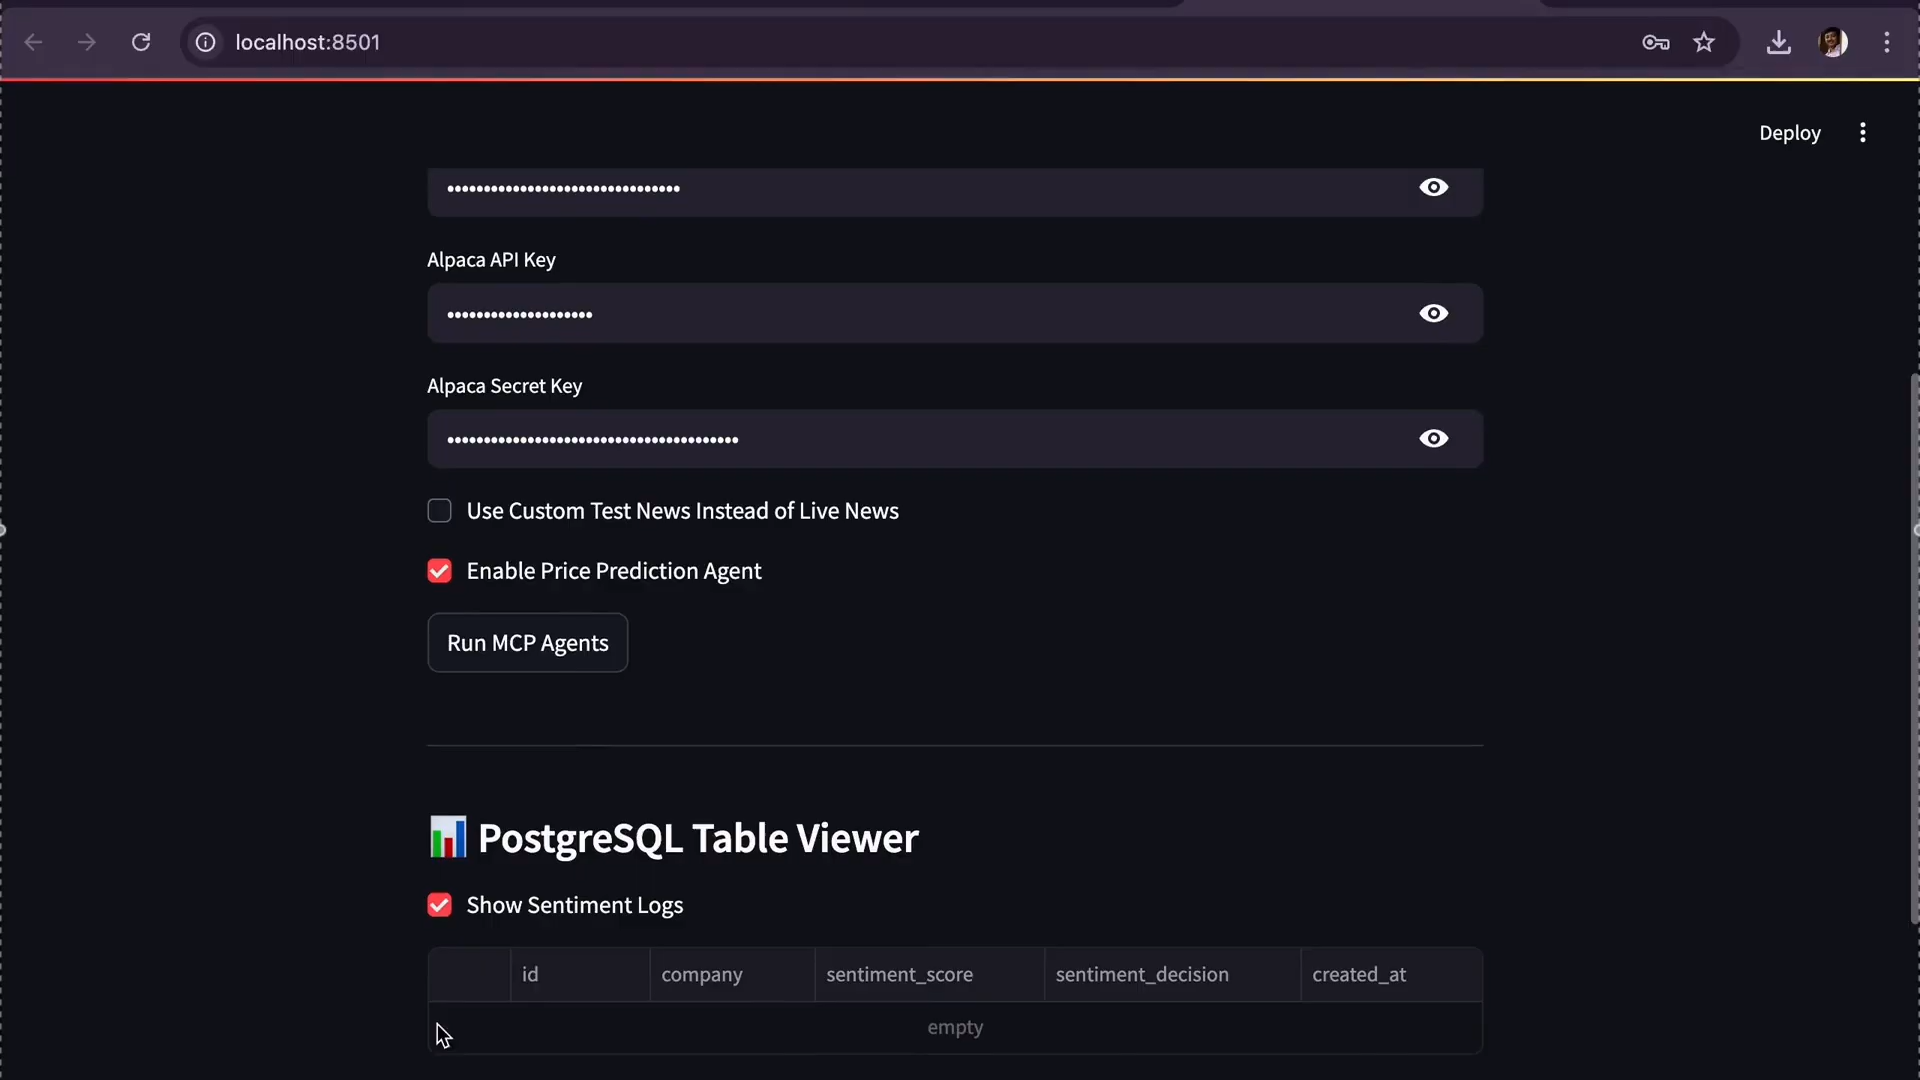 localhost:8501
Deploy
Alpaca API Key
Alpaca Secret Key
Use Custom Test News Instead of Live News
Enable Price Prediction Agent
Run MCP Agents
PostgreSQL Table Viewer
Show Sentiment Logs
id company sentiment_score sentiment_decision created_at
empty